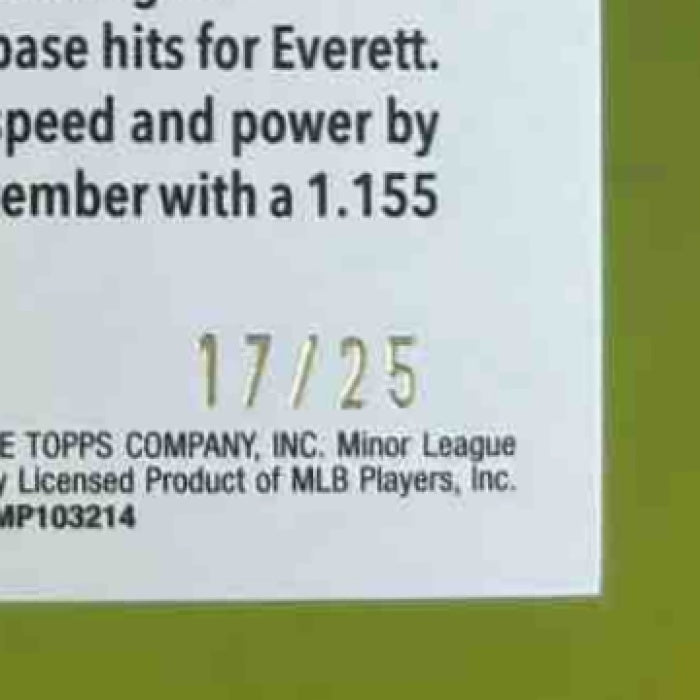 base hits for Everett.
speed and power by
ember with a 1.155
17/25
E TOPPS COMPANY, INC. Minor League
y Licensed Product of MLB Players, Inc.
MP103214